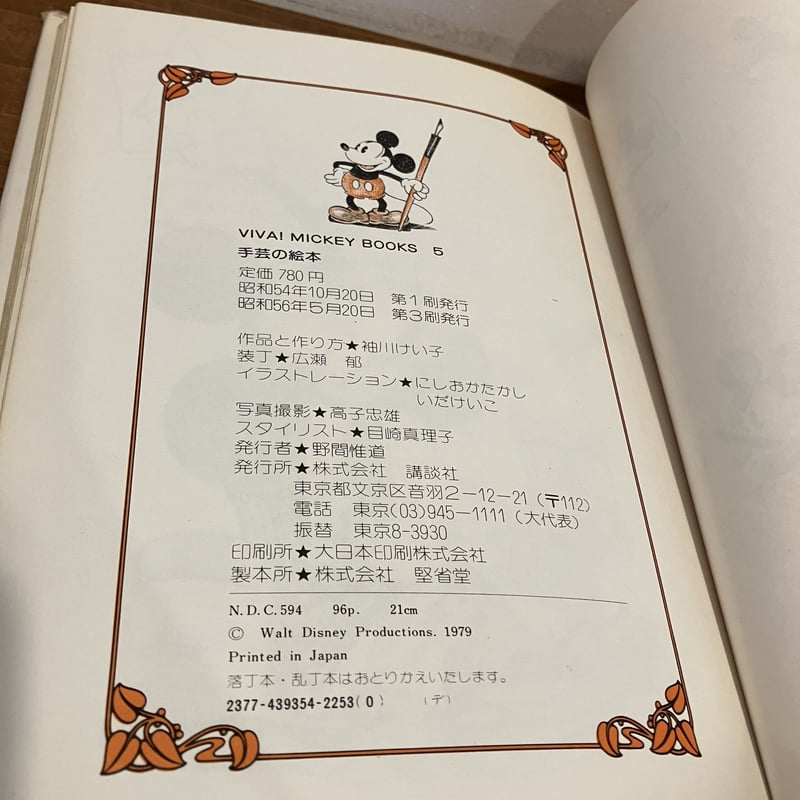 VIVA! MICKEY BOOKS 5
手芸の絵本
定価 780円
昭和54年10月20日 第1刷発行
昭和56年5月20日 第3刷発行
作品と作り方★袖川けい子
装丁★広瀬 郁
イラストレーション★にしおかたかし
いだけいこ
写真撮影★高子忠雄
スタイリスト★目崎真理子
発行者★野間惟道
発行所★株式会社 講談社
東京都文京区音羽2-12-21(〒112)
電話 東京(03)945-1111(大代表)
振替 東京8-3930
印刷所★大日本印刷株式会社
製本所★株式会社 堅省堂
N.D.C.594 96p. 21cm
© Walt Disney Productions. 1979
Printed in Japan
落丁本・乱丁本はおとりかえいたします。
2377-439354-2253(0) (デ)